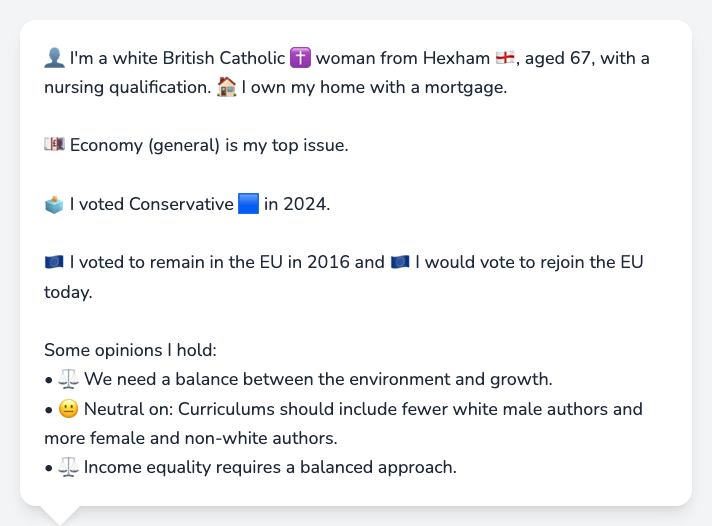 👤 I'm a white British Catholic ✝️ woman from Hexham 🏴󠁧󠁢󠁥󠁮󠁧󠁿, aged 67, with a
nursing qualification. 🏠 I own my home with a mortgage.
💷 Economy (general) is my top issue.
🗳️ I voted Conservative 🟦 in 2024.
🇪🇺 I voted to remain in the EU in 2016 and 🇪🇺 I would vote to rejoin the EU
today.
Some opinions I hold:
• ⚖️ We need a balance between the environment and growth.
• 😐 Neutral on: Curriculums should include fewer white male authors and
more female and non-white authors.
• ⚖️ Income equality requires a balanced approach.